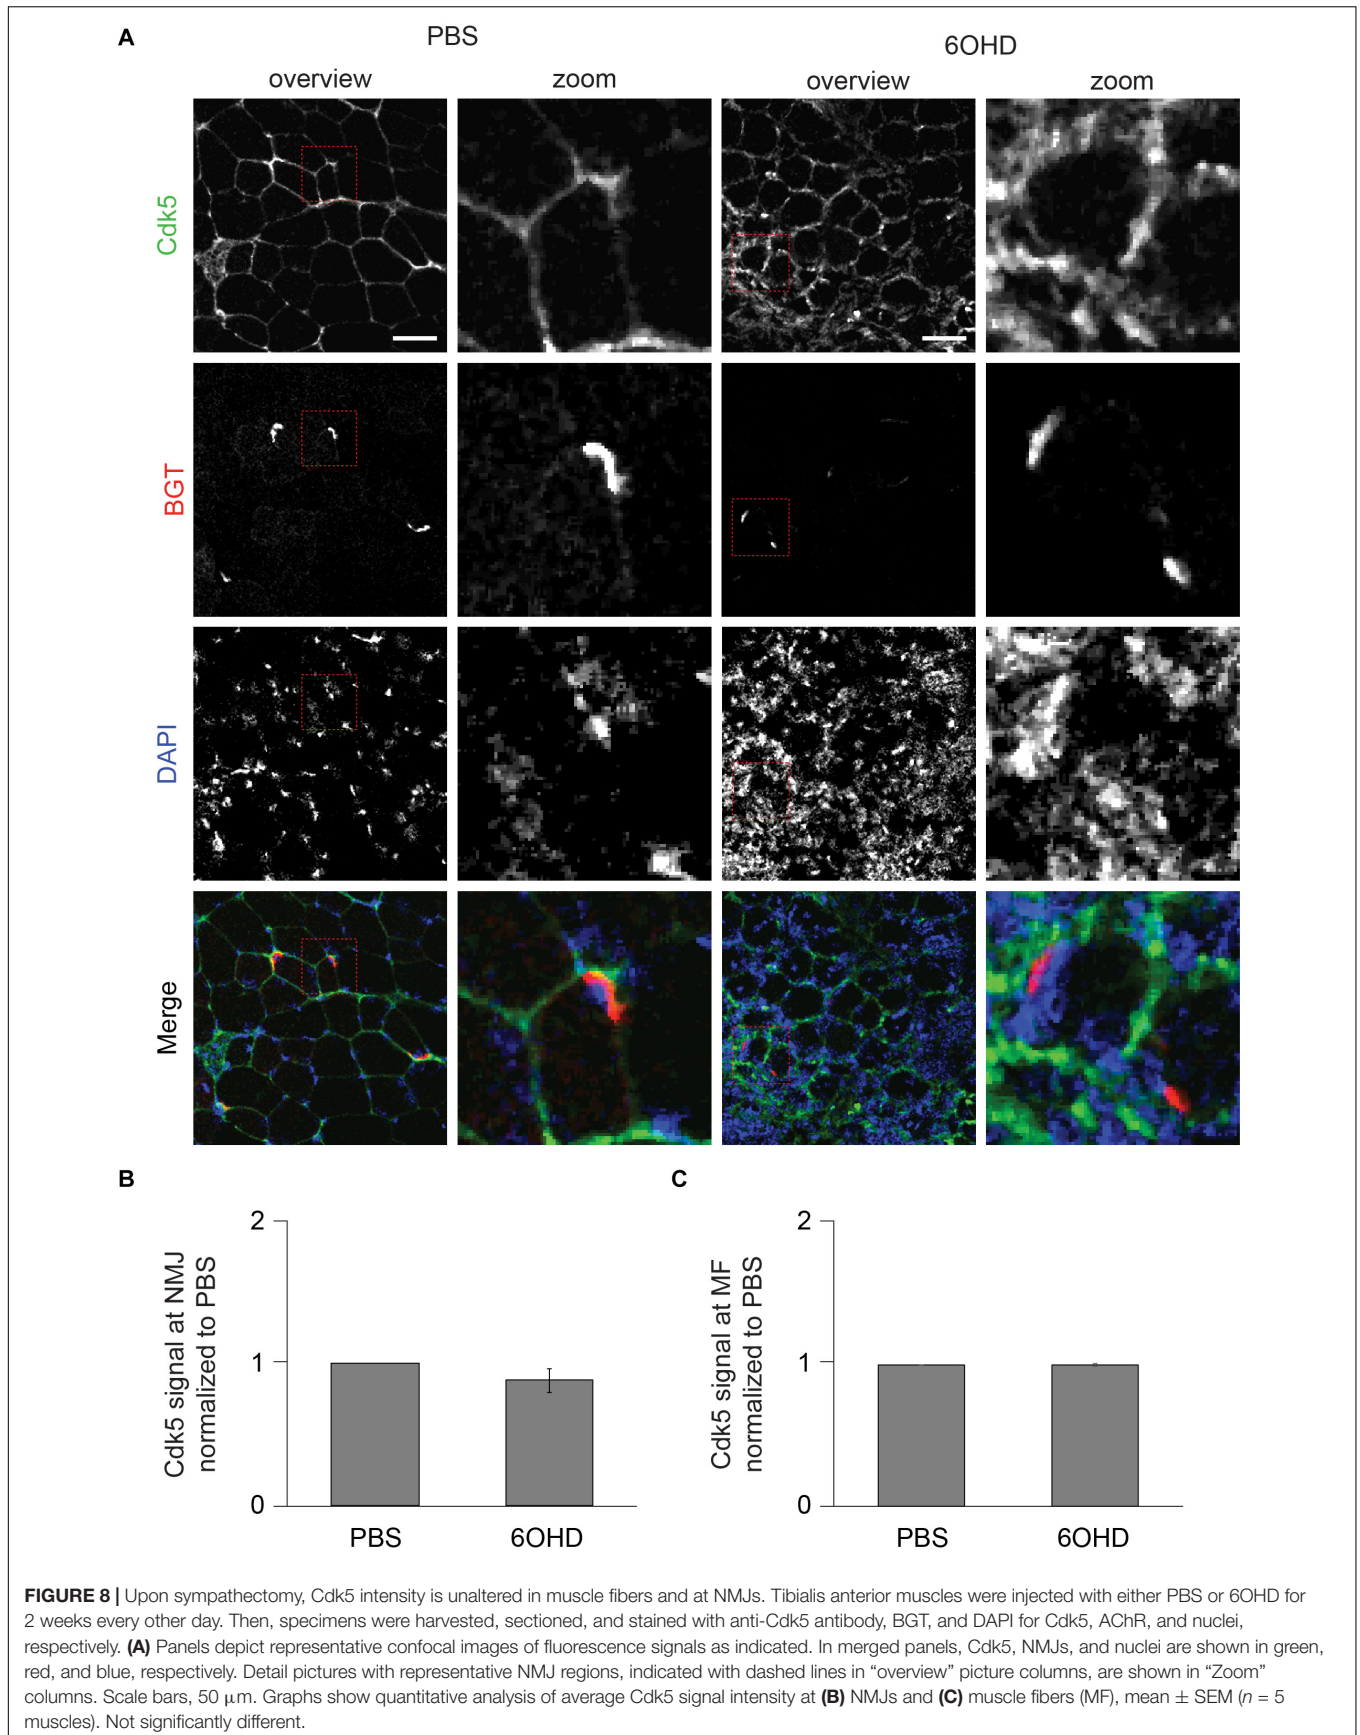 A
PBS
6OHD
overview
zoom
overview
zoom
Cdk5
BGT
DAPI
Merge
B
C
2
1
0
Cdk5 signal at NMJ
normalized to PBS
PBS
6OHD
2
1
0
Cdk5 signal at MF
normalized to PBS
PBS
6OHD
FIGURE 8 | Upon sympathectomy, Cdk5 intensity is unaltered in muscle fibers and at NMJs. Tibialis anterior muscles were injected with either PBS or 6OHD for
2 weeks every other day. Then, specimens were harvested, sectioned, and stained with anti-Cdk5 antibody, BGT, and DAPI for Cdk5, AChR, and nuclei,
respectively. (A) Panels depict representative confocal images of fluorescence signals as indicated. In merged panels, Cdk5, NMJs, and nuclei are shown in green,
red, and blue, respectively. Detail pictures with representative NMJ regions, indicated with dashed lines in “overview” picture columns, are shown in “Zoom”
columns. Scale bars, 50 μm. Graphs show quantitative analysis of average Cdk5 signal intensity at (B) NMJs and (C) muscle fibers (MF), mean ± SEM (n = 5
muscles). Not significantly different.